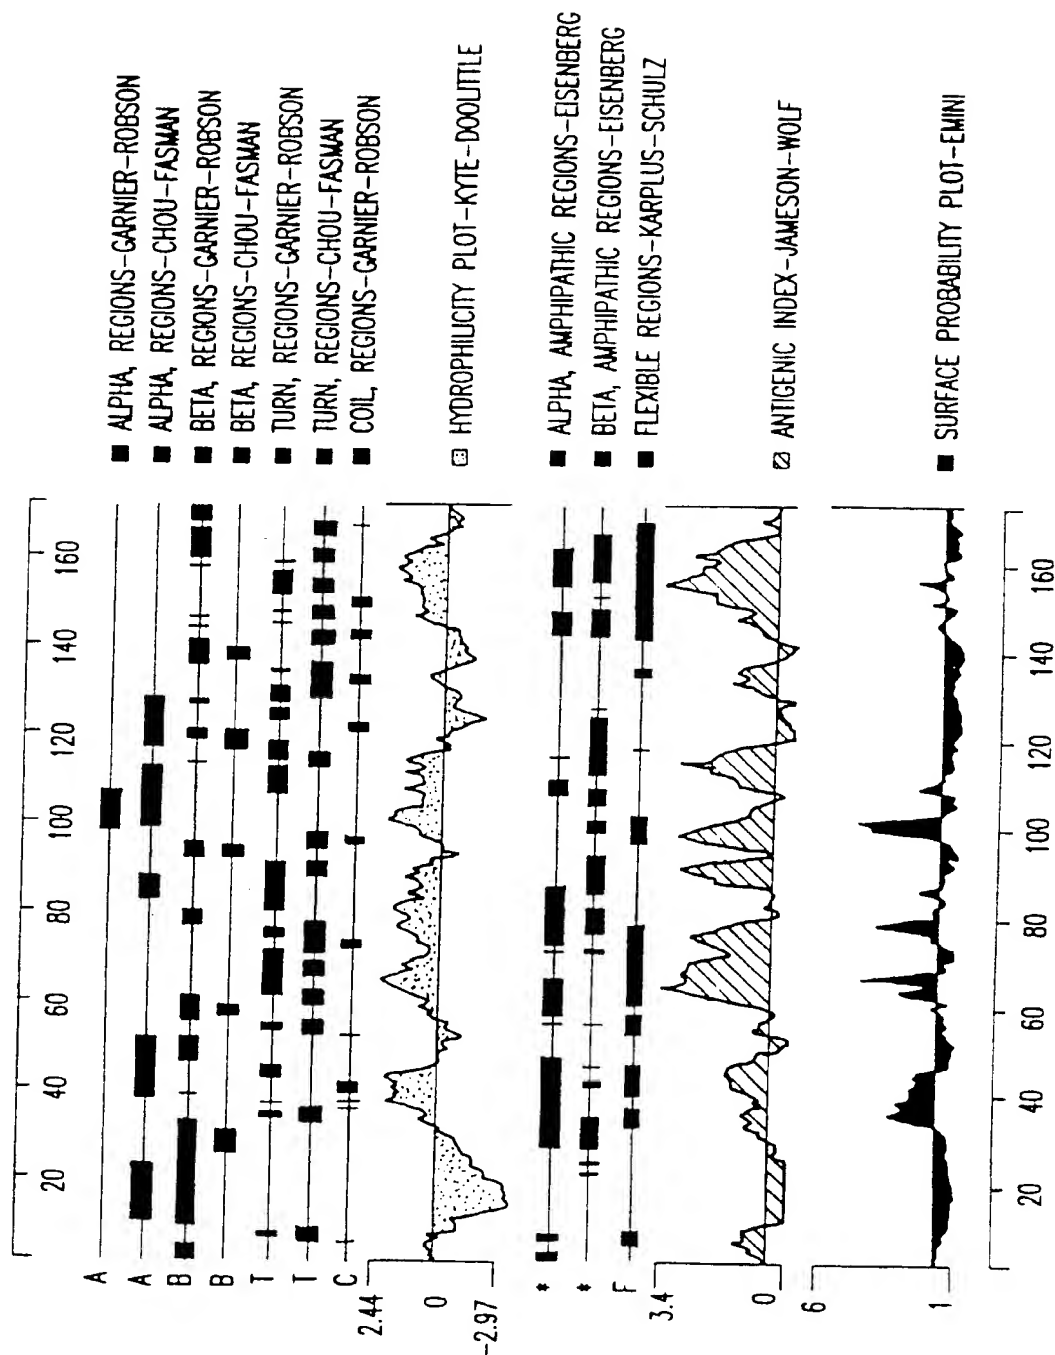 ALPHA, REGIONS-GARNIER-ROBSON
ALPHA, REGIONS-CHOU-FASMAN
BETA, REGIONS-GARNIER-ROBSON
BETA, REGIONS-CHOU-FASMAN
TURN, REGIONS-GARNIER-ROBSON
TURN, REGIONS-CHOU-FASMAN
COIL, REGIONS-GARNIER-ROBSON
HYDROPHILICITY PLOT-KYTE-DOOLITTLE
ALPHA, AMPHIPATHIC REGIONS-EISENBERG
BETA, AMPHIPATHIC REGIONS-EISENBERG
FLEXIBLE REGIONS-KARPLUS-SCHULZ
ANTIGENIC INDEX-JAMESON-WOLF
SURFACE PROBABILITY PLOT-EMINI
20 40 60 80 100 120 140 160
A
A
B
B
T
T
C
2.44
0
-2.97
*
*
F
3.4
0
6
1
20 40 60 80 100 120 140 160